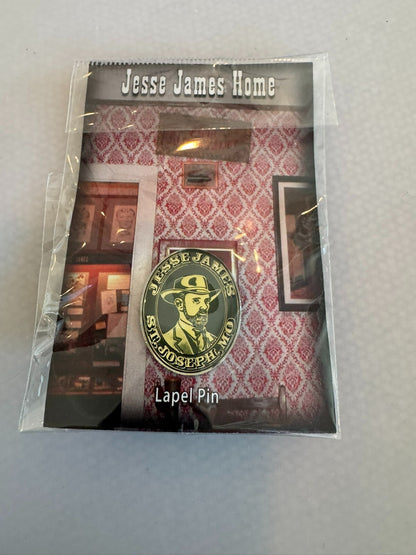 Jesse James Home
JESSE JAMES
ST. JOSEPH, MO
Lapel Pin